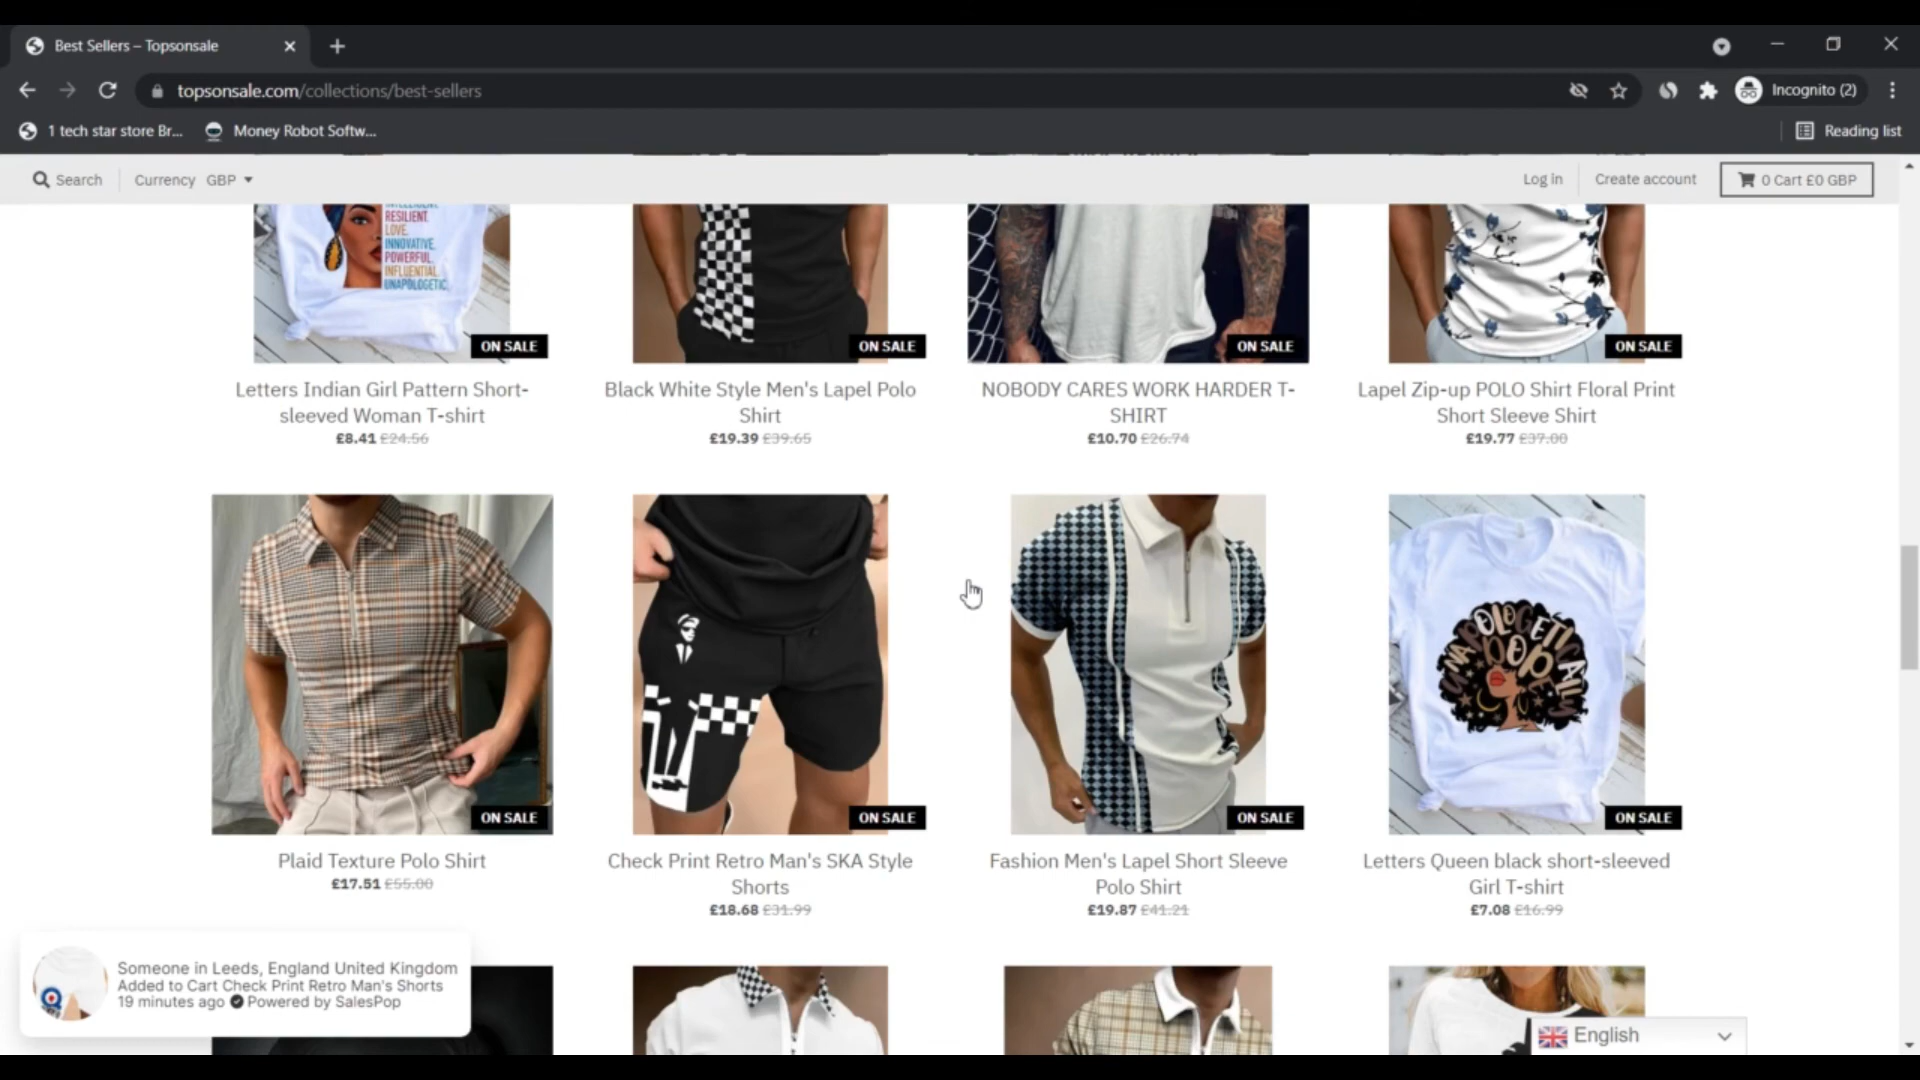 Best Sellers – Topsonsale
topsonsale.com/collections/best-sellers
Incognito (2)
1 tech star store Br...
Money Robot Softw...
Reading list
Search
Currency GBP
Log in
Create account
0 Cart £0 GBP
RESILIENT.
LOVE.
INNOVATIVE.
POWERFUL.
INFLUENTIAL.
UNAPOLOGETIC.
ON SALE
ON SALE
ON SALE
ON SALE
Letters Indian Girl Pattern Short-
sleeved Woman T-shirt
£8.41 £24.56
Black White Style Men's Lapel Polo
Shirt
£19.39 £39.65
NOBODY CARES WORK HARDER T-
SHIRT
£10.70 £26.74
Lapel Zip-up POLO Shirt Floral Print
Short Sleeve Shirt
£19.77 £37.00
UNAPOLOGETICALLY
DOPE
ON SALE
ON SALE
ON SALE
ON SALE
Plaid Texture Polo Shirt
£17.51 £55.00
Check Print Retro Man's SKA Style
Shorts
£18.68 £31.99
Fashion Men's Lapel Short Sleeve
Polo Shirt
£19.87 £41.21
Letters Queen black short-sleeved
Girl T-shirt
£7.08 £16.99
Someone in Leeds, England United Kingdom
Added to Cart Check Print Retro Man's Shorts
19 minutes ago Powered by SalesPop
English